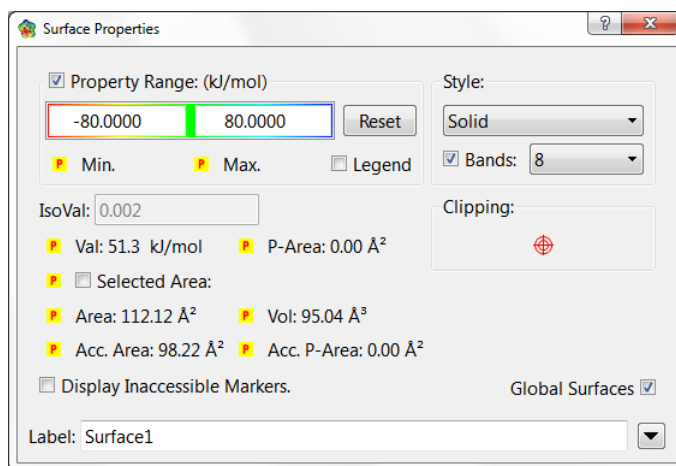 Surface Properties
?
Property Range: (kJ/mol)
-80.0000 80.0000 Reset
P Min. P Max. Legend
Style:
Solid
Bands: 8
IsoVal: 0.002
Clipping:
P Val: 51.3 kJ/mol P P-Area: 0.00 Å²
P Selected Area:
P Area: 112.12 Å² P Vol: 95.04 Å³
P Acc. Area: 98.22 Å² P Acc. P-Area: 0.00 Å²
Display Inaccessible Markers. Global Surfaces
Label: Surface1